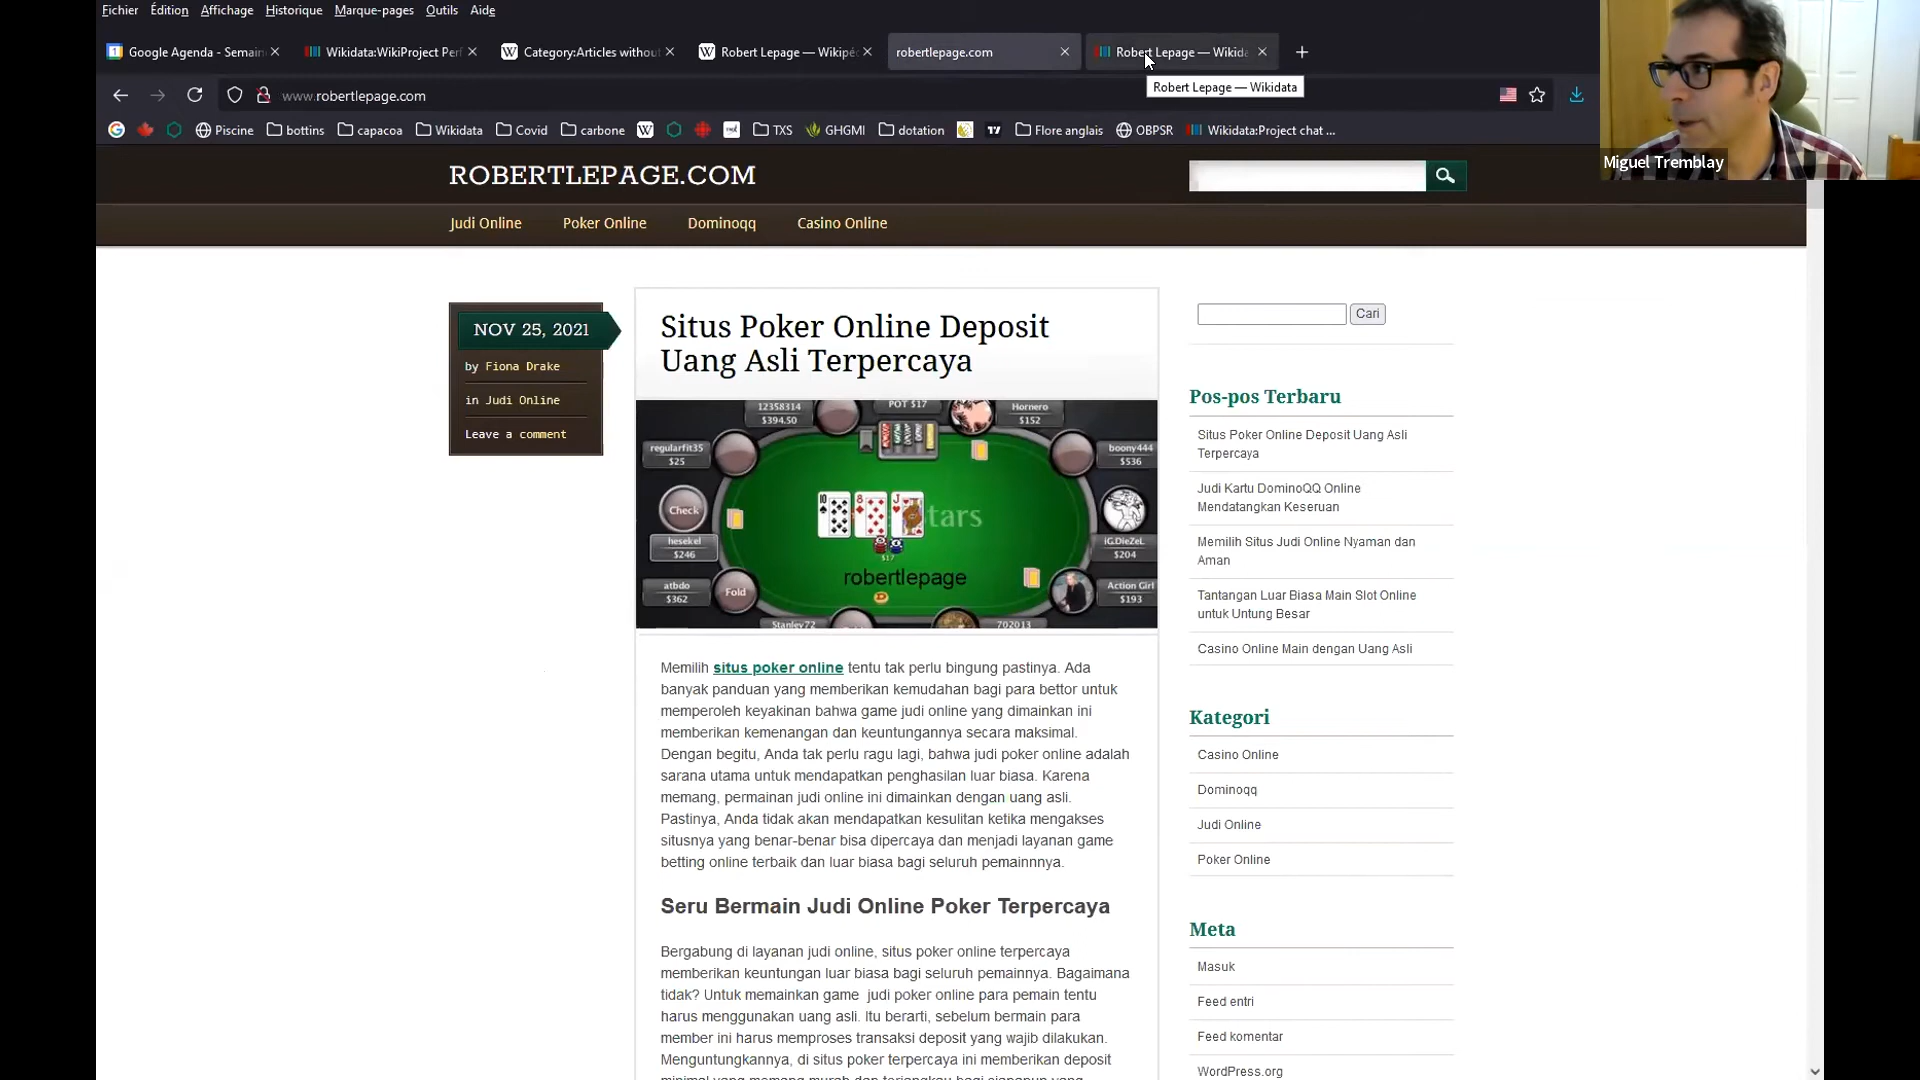 Fichier Édition Affichage Historique Marque-pages Outils Aide
Google Agenda - Semain
Wikidata:WikiProject Perf
Category:Articles withou
Robert Lepage — Wikipé
robertlepage.com
Robert Lepage — Wikida
www.robertlepage.com
Robert Lepage — Wikidata
Piscine bottins capacoa Wikidata Covid carbone TXS GHGMI dotation Flore anglais OBPSR Wikidata:Project chat ...
Miguel Tremblay
ROBERTLEPAGE.COM
Judi Online Poker Online Dominoqq Casino Online
NOV 25, 2021
by Fiona Drake
in Judi Online
Leave a comment
Situs Poker Online Deposit
Uang Asli Terpercaya
12358314
$394.50
POT $17
Hornero
$152
regularfit35
$25
boony444
$536
Check
10 8 J
tars
hesekel
$246
iG.DieZeL
$204
$17
robertlepage
atbdo
$362
Fold
Action Girl
$193
Stanley72
702013
Memilih situs poker online tentu tak perlu bingung pastinya. Ada
banyak panduan yang memberikan kemudahan bagi para bettor untuk
memperoleh keyakinan bahwa game judi online yang dimainkan ini
memberikan kemenangan dan keuntungannya secara maksimal.
Dengan begitu, Anda tak perlu ragu lagi, bahwa judi poker online adalah
sarana utama untuk mendapatkan penghasilan luar biasa. Karena
memang, permainan judi online ini dimainkan dengan uang asli.
Pastinya, Anda tidak akan mendapatkan kesulitan ketika mengakses
situsnya yang benar-benar bisa dipercaya dan menjadi layanan game
betting online terbaik dan luar biasa bagi seluruh pemainnnya.
Seru Bermain Judi Online Poker Terpercaya
Bergabung di layanan judi online, situs poker online terpercaya
memberikan keuntungan luar biasa bagi seluruh pemainnya. Bagaimana
tidak? Untuk memainkan game judi poker online para pemain tentu
harus menggunakan uang asli. Itu berarti, sebelum bermain para
member ini harus memproses transaksi deposit yang wajib dilakukan.
Menguntungkannya, di situs poker terpercaya ini memberikan deposit
Cari
Pos-pos Terbaru
Situs Poker Online Deposit Uang Asli
Terpercaya
Judi Kartu DominoQQ Online
Mendatangkan Keseruan
Memilih Situs Judi Online Nyaman dan
Aman
Tantangan Luar Biasa Main Slot Online
untuk Untung Besar
Casino Online Main dengan Uang Asli
Kategori
Casino Online
Dominoqq
Judi Online
Poker Online
Meta
Masuk
Feed entri
Feed komentar
WordPress.org